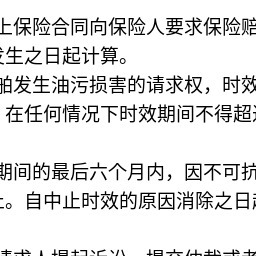 上保险合同向保险人要求保险赔
发生之日起计算。
舶发生油污损害的请求权，时效
在任何情况下时效期间不得超过
期间的最后六个月内，因不可抗
止。自中止时效的原因消除之日起